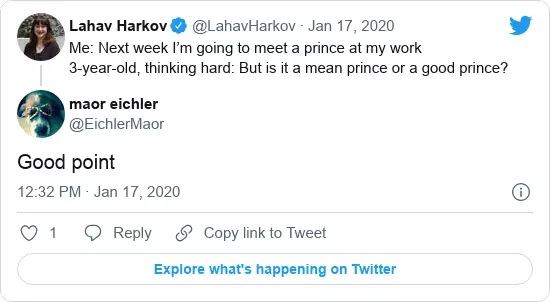 Lahav Harkov @LahavHarkov · Jan 17, 2020
Me: Next week I’m going to meet a prince at my work
3-year-old, thinking hard: But is it a mean prince or a good prince?
maor eichler
@EichlerMaor
Good point
12:32 PM · Jan 17, 2020
1 Reply Copy link to Tweet
Explore what's happening on Twitter